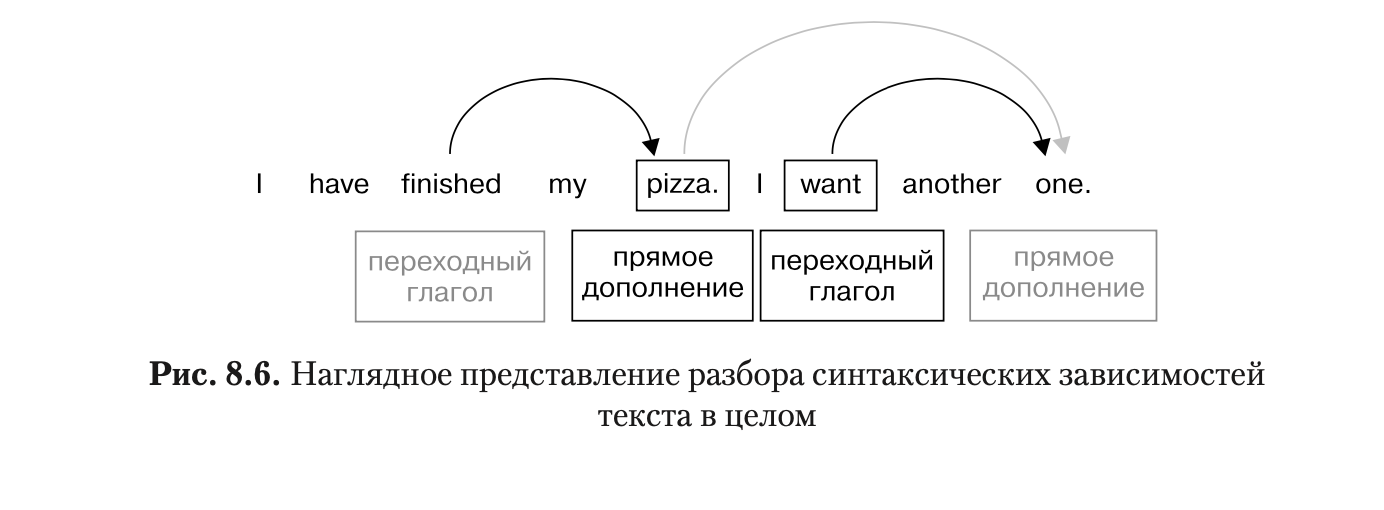 I have finished my pizza. I want another one.
переходный глагол
прямое дополнение
переходный глагол
прямое дополнение
Рис. 8.6. Наглядное представление разбора синтаксических зависимостей
текста в целом